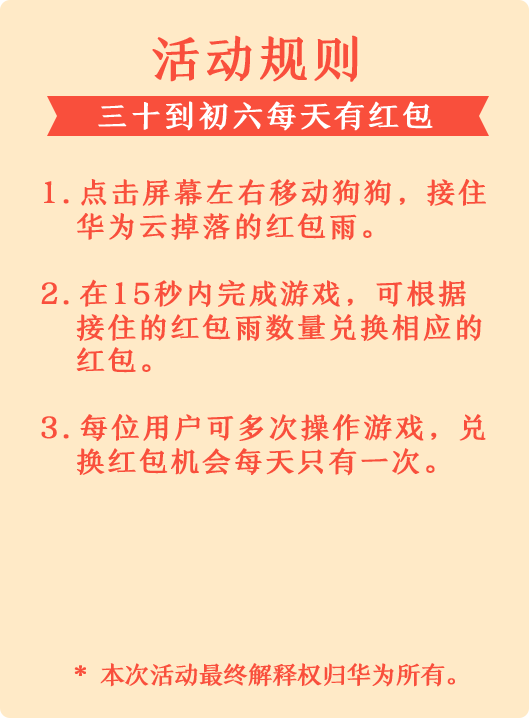 活动规则
三十到初六每天有红包
1. 点击屏幕左右移动狗狗，接住
华为云掉落的红包雨。
2. 在15秒内完成游戏，可根据
接住的红包雨数量兑换相应的
红包。
3. 每位用户可多次操作游戏，兑
换红包机会每天只有一次。
* 本次活动最终解释权归华为所有。